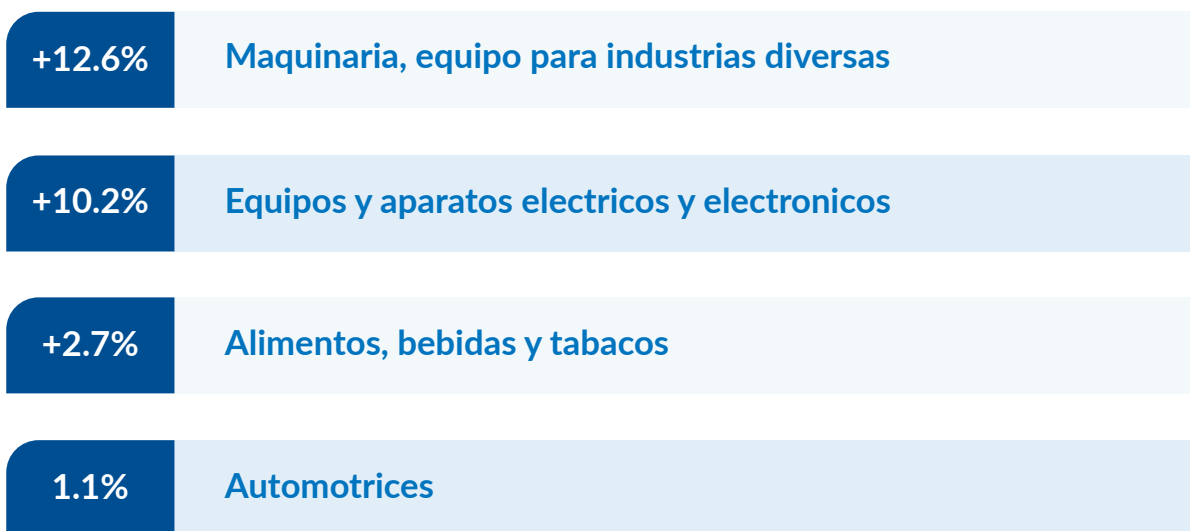 +12.6% Maquinaria, equipo para industrias diversas
+10.2% Equipos y aparatos electricos y electronicos
+2.7% Alimentos, bebidas y tabacos
1.1% Automotrices